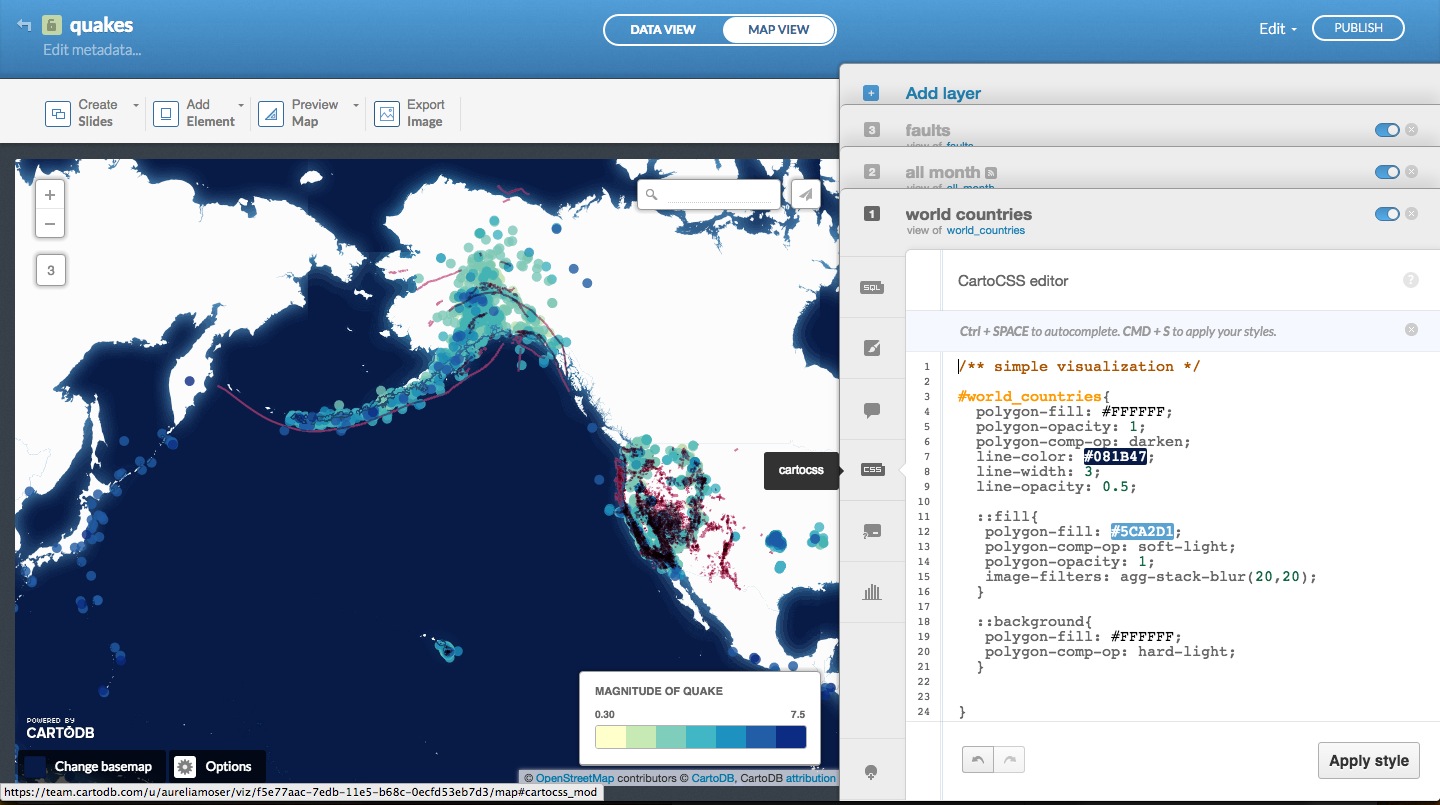 quakes
Edit metadata...
DATA VIEW
MAP VIEW
Edit
PUBLISH
Create Slides
Add Element
Preview Map
Export Image
+
−
3
POWERED BY
CARTODB
Change basemap
Options
MAGNITUDE OF QUAKE
0.30 7.5
© OpenStreetMap contributors © CartoDB, CartoDB attribution
https://team.cartodb.com/u/aureliamoser/viz/f5e77aac-7edb-11e5-b68c-0ecfd53eb7d3/map#cartocss_mod
+ Add layer
3 faults
view of faults
2 all month
view of all_month
1 world countries
view of world_countries
SQL
cartocss
CSS
CartoCSS editor
?
Ctrl + SPACE to autocomplete. CMD + S to apply your styles.
1 /** simple visualization */
2
3 #world_countries{
4 polygon-fill: #FFFFFF;
5 polygon-opacity: 1;
6 polygon-comp-op: darken;
7 line-color: #081B47;
8 line-width: 3;
9 line-opacity: 0.5;
10
11 ::fill{
12 polygon-fill: #5CA2D1;
13 polygon-comp-op: soft-light;
14 polygon-opacity: 1;
15 image-filters: agg-stack-blur(20,20);
16 }
17
18 ::background{
19 polygon-fill: #FFFFFF;
20 polygon-comp-op: hard-light;
21 }
22
23
24 }
Apply style